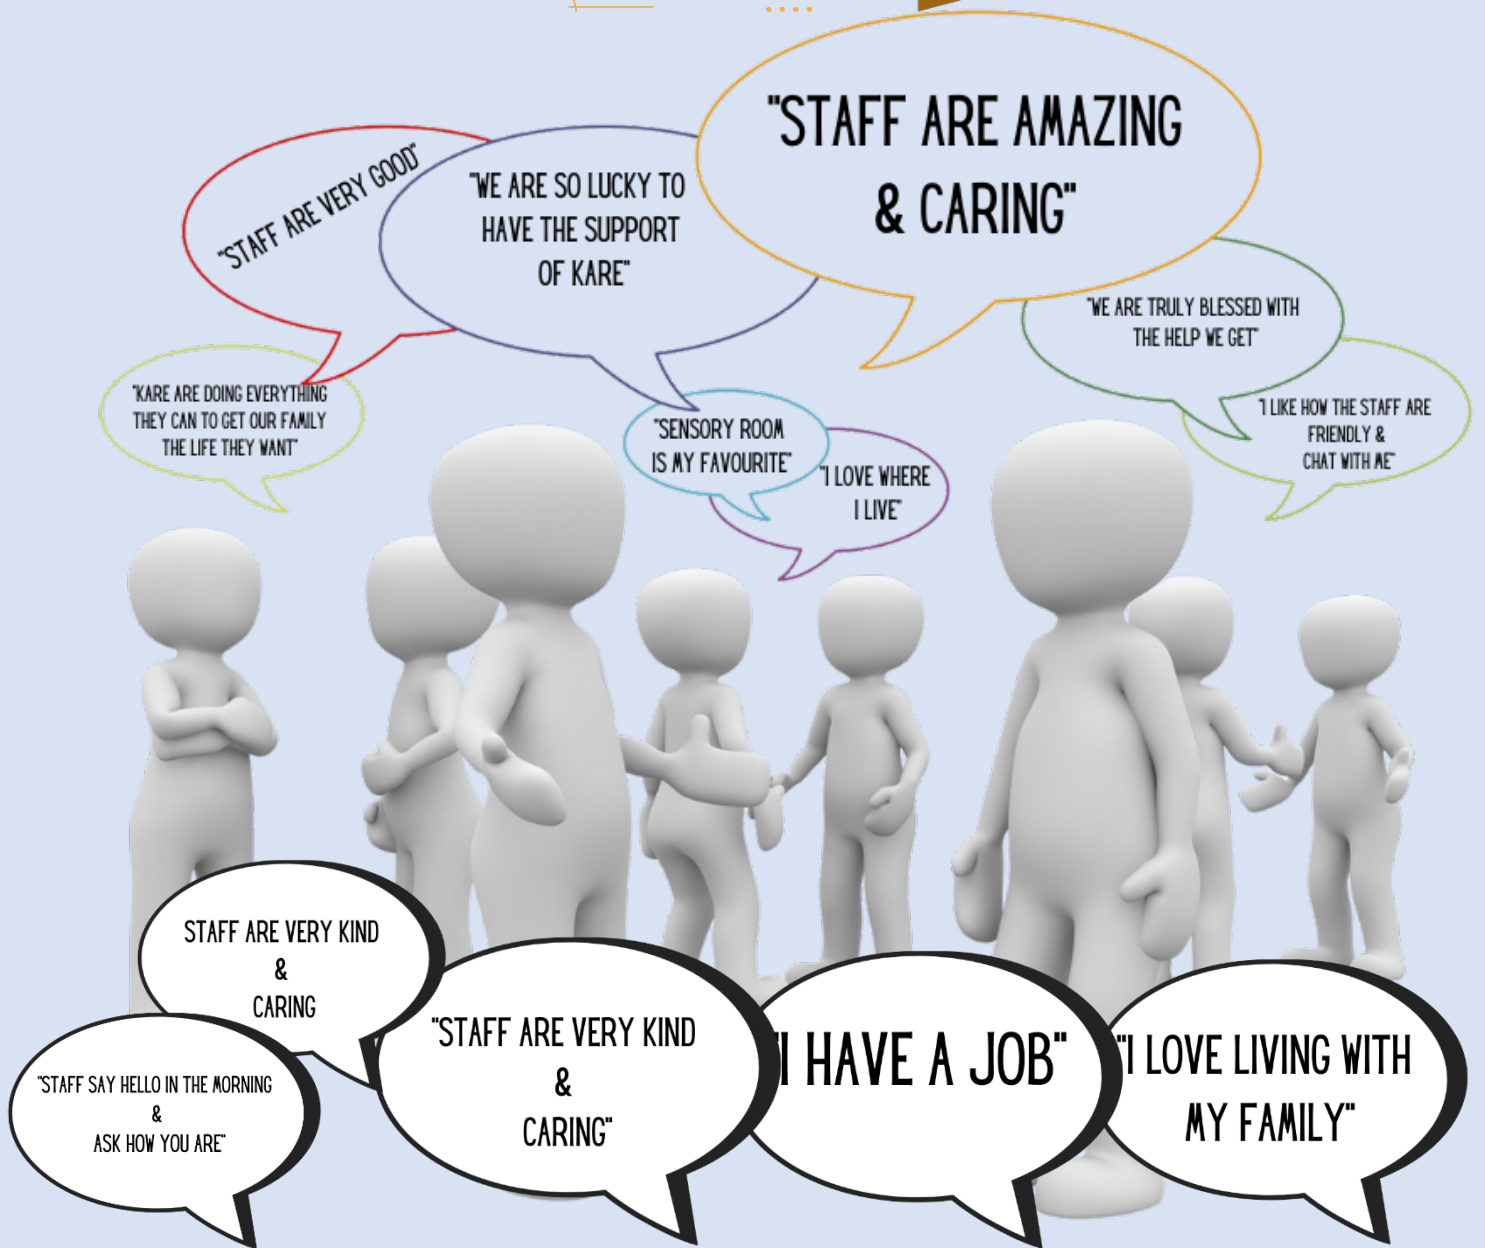 "STAFF ARE AMAZING
& CARING"
"STAFF ARE VERY GOOD"
"WE ARE SO LUCKY TO
HAVE THE SUPPORT
OF KARE"
"WE ARE TRULY BLESSED WITH
THE HELP WE GET"
"KARE ARE DOING EVERYTHING
THEY CAN TO GET OUR FAMILY
THE LIFE THEY WANT"
"SENSORY ROOM
IS MY FAVOURITE"
"I LOVE WHERE
I LIVE"
"I LIKE HOW THE STAFF ARE
FRIENDLY &
CHAT WITH ME"
STAFF ARE VERY KIND
&
CARING
"STAFF SAY HELLO IN THE MORNING
&
ASK HOW YOU ARE"
"STAFF ARE VERY KIND
&
CARING"
"I HAVE A JOB"
"I LOVE LIVING WITH
MY FAMILY"